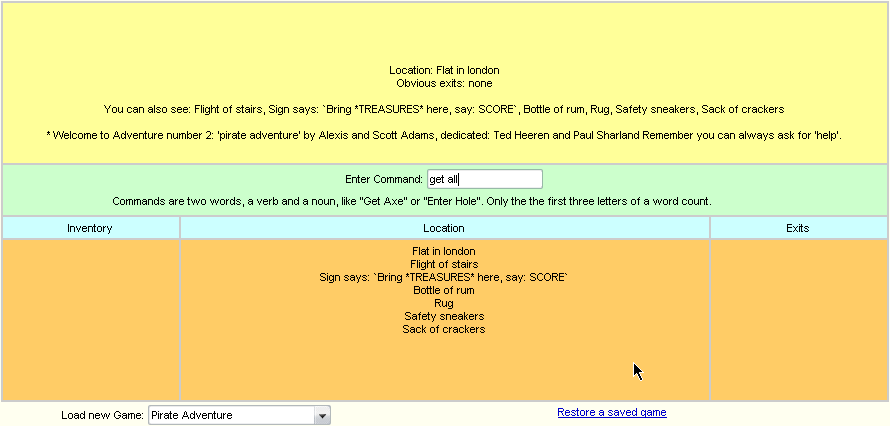 Location: Flat in london
Obvious exits: none
You can also see: Flight of stairs, Sign says: `Bring *TREASURES* here, say: SCORE`, Bottle of rum, Rug, Safety sneakers, Sack of crackers
* Welcome to Adventure number 2: 'pirate adventure' by Alexis and Scott Adams, dedicated: Ted Heeren and Paul Sharland Remember you can always ask for 'help'.
Enter Command: get all
Commands are two words, a verb and a noun, like "Get Axe" or "Enter Hole". Only the the first three letters of a word count.
Inventory Location Exits
Flat in london
Flight of stairs
Sign says: `Bring *TREASURES* here, say: SCORE`
Bottle of rum
Rug
Safety sneakers
Sack of crackers
Load new Game: Pirate Adventure Restore a saved game